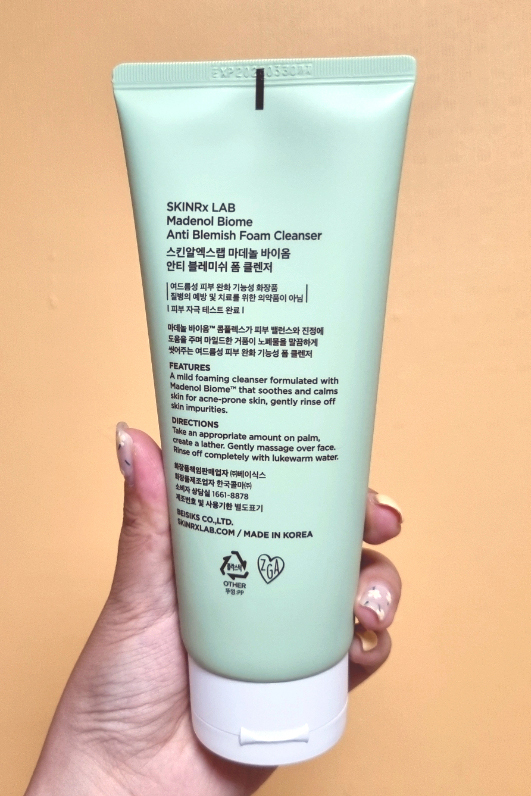 SKINRx LAB
Madenol Biome
Anti Blemish Foam Cleanser
스킨알엑스랩 마데놀 바이옴
안티 블레미쉬 폼 클렌저
여드름성 피부 완화 기능성 화장품
질병의 예방 및 치료를 위한 의약품이 아님
| 피부 자극 테스트 완료 |
마데놀 바이옴™ 콤플렉스가 피부 밸런스와 진정에
도움을 주며 마일드한 거품이 노폐물을 말끔하게
씻어주는 여드름성 피부 완화 기능성 폼 클렌저
FEATURES
A mild foaming cleanser formulated with
Madenol Biome™ that soothes and calms
skin for acne-prone skin, gently rinse off
skin impurities.
DIRECTIONS
Take an appropriate amount on palm,
create a lather. Gently massage over face.
Rinse off completely with lukewarm water.
화장품책임판매업자 ㈜베이식스
화장품제조업자 한국콜마㈜
소비자 상담실 1661-8878
제조번호 및 사용기한 별도표기
BEISIKS CO.,LTD.
SKINRXLAB.COM / MADE IN KOREA
플라스틱
ZGA
OTHER
뚜껑:PP